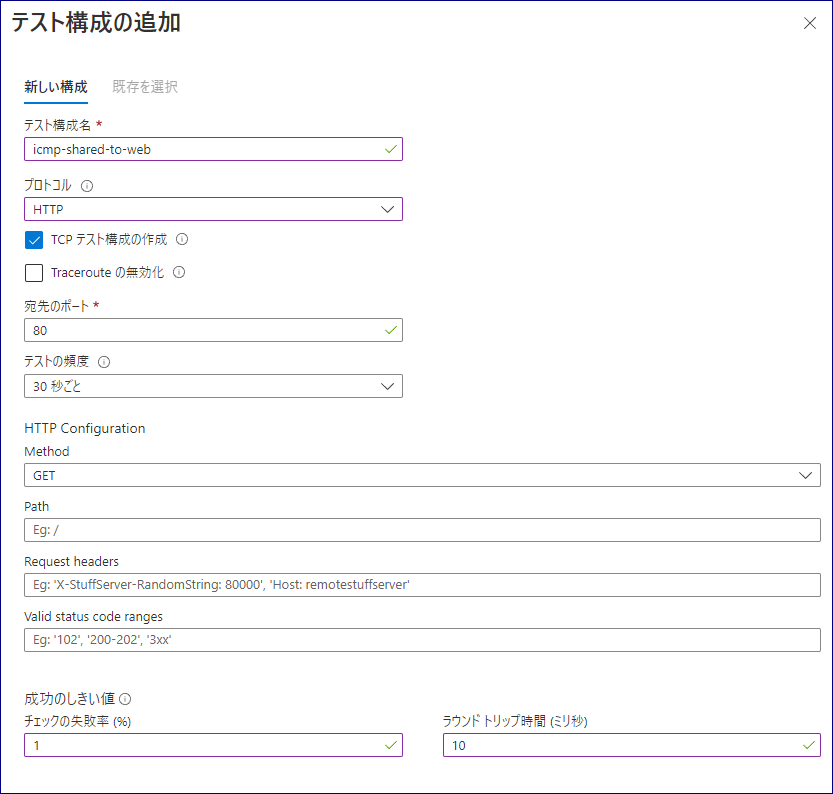 テスト構成の追加
新しい構成 既存を選択
テスト構成名 *
icmp-shared-to-web
プロトコル
HTTP
TCP テスト構成の作成
Traceroute の無効化
宛先のポート *
80
テストの頻度
30 秒ごと
HTTP Configuration
Method
GET
Path
Eg: /
Request headers
Eg: 'X-StuffServer-RandomString: 80000', 'Host: remotestuffserver'
Valid status code ranges
Eg: '102', '200-202', '3xx'
成功のしきい値
チェックの失敗率 (%) ラウンド トリップ時間 (ミリ秒)
1 10